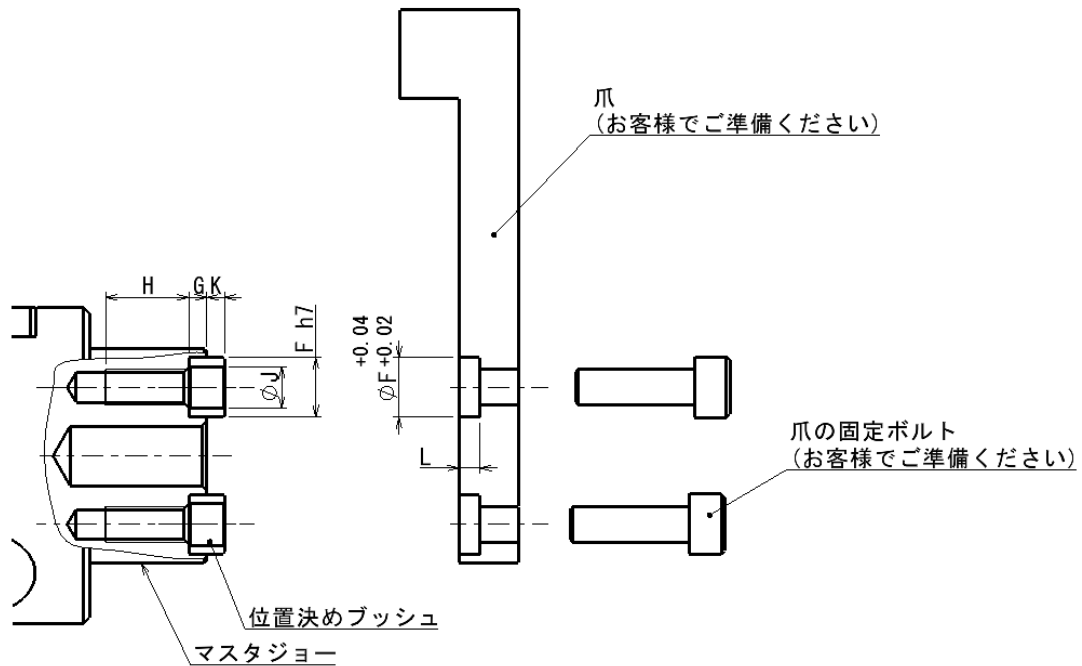 爪
(お客様でご準備ください)
H
G
K
F h7
⌀J
+0.04
⌀F+0.02
L
爪の固定ボルト
(お客様でご準備ください)
位置決めブッシュ
マスタジョー